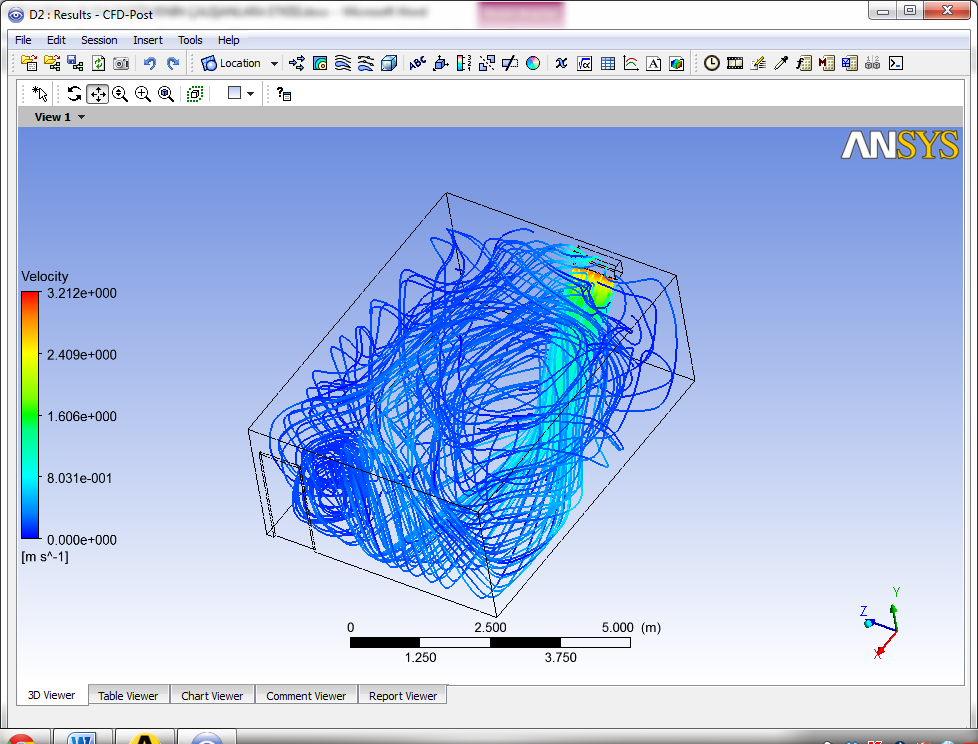 D2 : Results - CFD-Post
File Edit Session Insert Tools Help
Location
View 1
ANSYS
Velocity
3.212e+000
2.409e+000
1.606e+000
8.031e-001
0.000e+000
[m s^-1]
0 2.500 5.000 (m)
1.250 3.750
Y
Z
X
3D Viewer Table Viewer Chart Viewer Comment Viewer Report Viewer